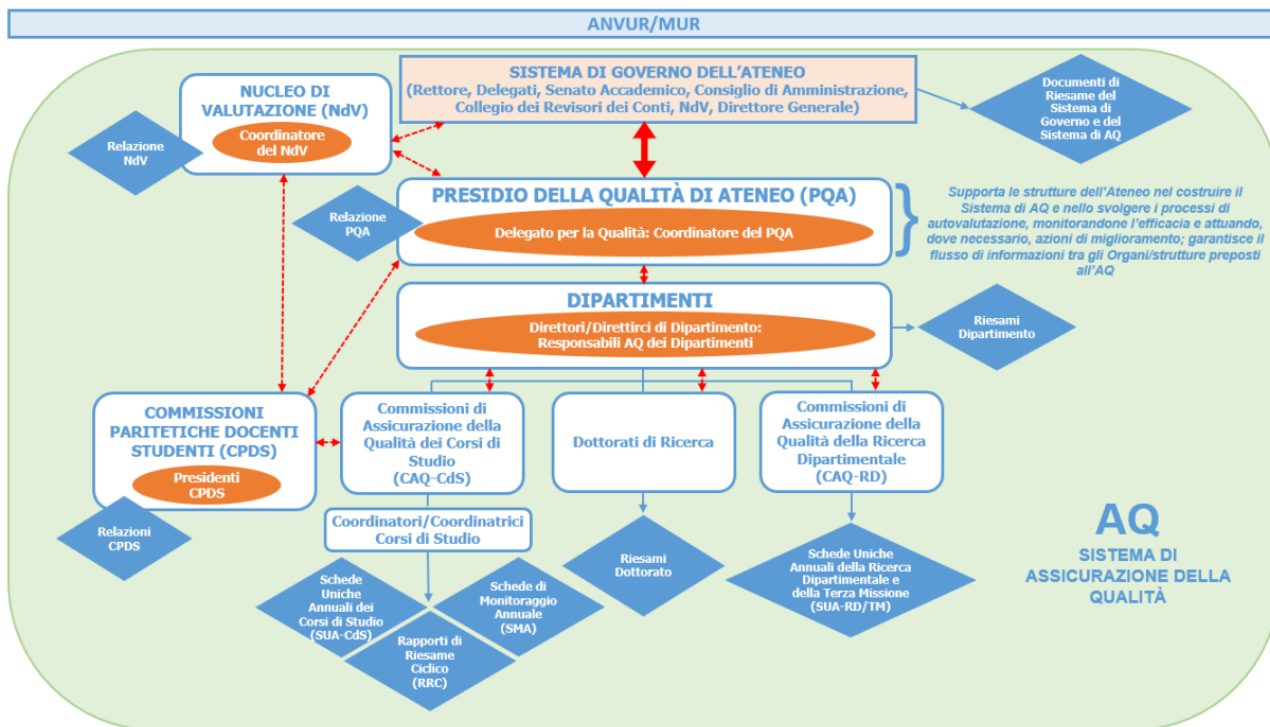 ANVUR/MUR
SISTEMA DI GOVERNO DELL'ATENEO
(Rettore, Delegati, Senato Accademico, Consiglio di Amministrazione,
Collegio dei Revisori dei Conti, NdV, Direttore Generale)
Documenti di
Riesame del
Sistema di
Governo e del
Sistema di AQ
NUCLEO DI
VALUTAZIONE (NdV)
Coordinatore
del NdV
Relazione
NdV
PRESIDIO DELLA QUALITÀ DI ATENEO (PQA)
Delegato per la Qualità: Coordinatore del PQA
Relazione
PQA
Supporta le strutture dell'Ateneo nel costruire il
Sistema di AQ e nello svolgere i processi di
autovalutazione, monitorandone l'efficacia e attuando,
dove necessario, azioni di miglioramento; garantisce il
flusso di informazioni tra gli Organi/strutture preposti
all'AQ
DIPARTIMENTI
Direttori/Direttirci di Dipartimento:
Responsabili AQ dei Dipartimenti
Riesami
Dipartimento
COMMISSIONI
PARITETICHE DOCENTI
STUDENTI (CPDS)
Presidenti
CPDS
Relazioni
CPDS
Commissioni di
Assicurazione della
Qualità dei Corsi di
Studio
(CAQ-CdS)
Dottorati di Ricerca
Commissioni di
Assicurazione della
Qualità della Ricerca
Dipartimentale
(CAQ-RD)
Coordinatori/Coordinatrici
Corsi di Studio
Schede
Uniche
Annuali dei
Corsi di Studio
(SUA-CdS)
Rapporti di
Riesame
Ciclico
(RRC)
Schede di
Monitoraggio
Annuale
(SMA)
Riesami
Dottorato
Schede Uniche
Annuali della Ricerca
Dipartimentale e
della Terza Missione
(SUA-RD/TM)
AQ
SISTEMA DI
ASSICURAZIONE DELLA
QUALITÀ